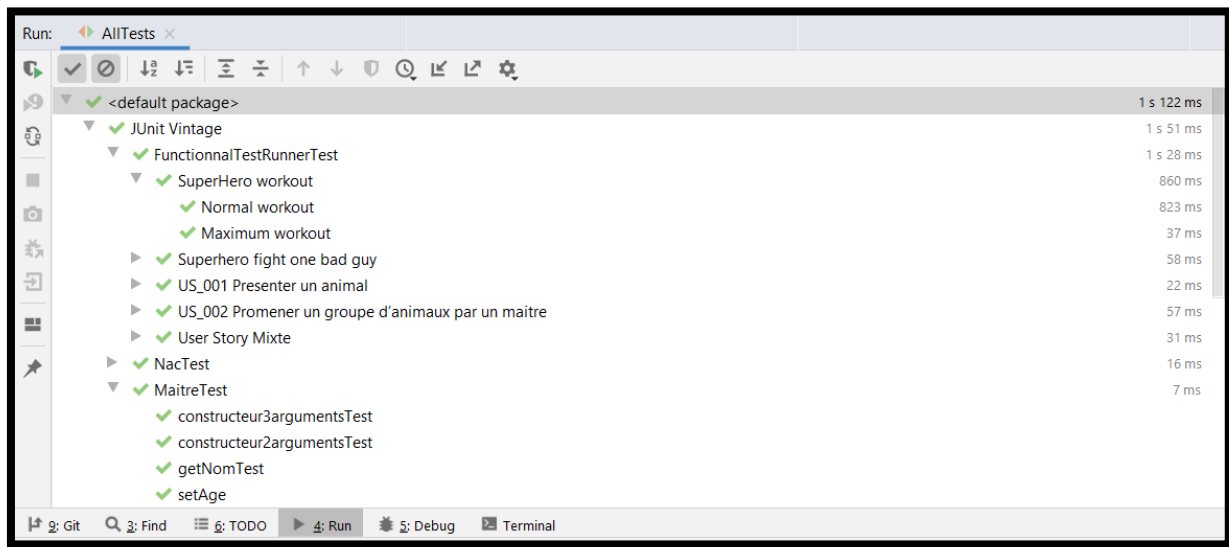 Run: AllTests
<default package> 1 s 122 ms
JUnit Vintage 1 s 51 ms
FunctionnalTestRunnerTest 1 s 28 ms
SuperHero workout 860 ms
Normal workout 823 ms
Maximum workout 37 ms
Superhero fight one bad guy 58 ms
US_001 Presenter un animal 22 ms
US_002 Promener un groupe d’animaux par un maitre 57 ms
User Story Mixte 31 ms
NacTest 16 ms
MaitreTest 7 ms
constructeur3argumentsTest
constructeur2argumentsTest
getNomTest
setAge
9: Git 3: Find 6: TODO 4: Run 5: Debug Terminal